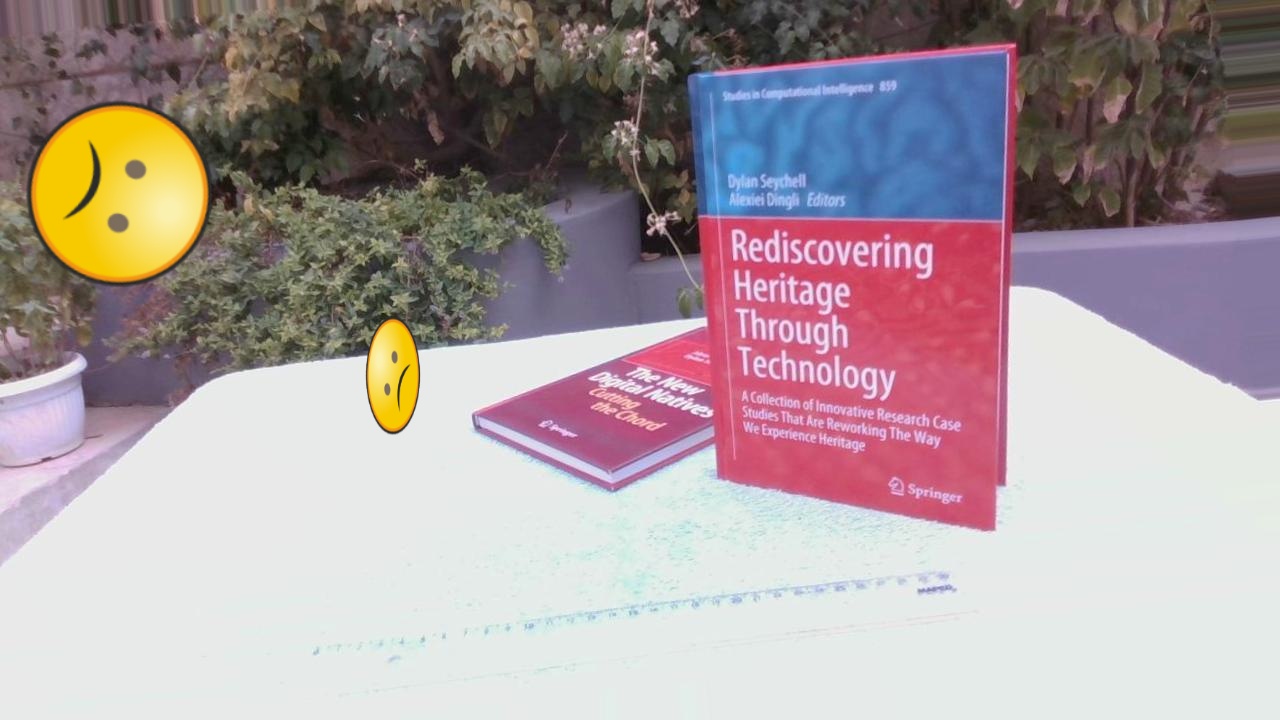 Studies in Computational Intelligence 859
Dylan Seychell
Alexiei Dingli Editors
Rediscovering
Heritage
Through
Technology
A Collection of Innovative Research Case
Studies That Are Reworking The Way
We Experience Heritage
Springer
The New
Digital Natives
Cutting
the Chord
Springer